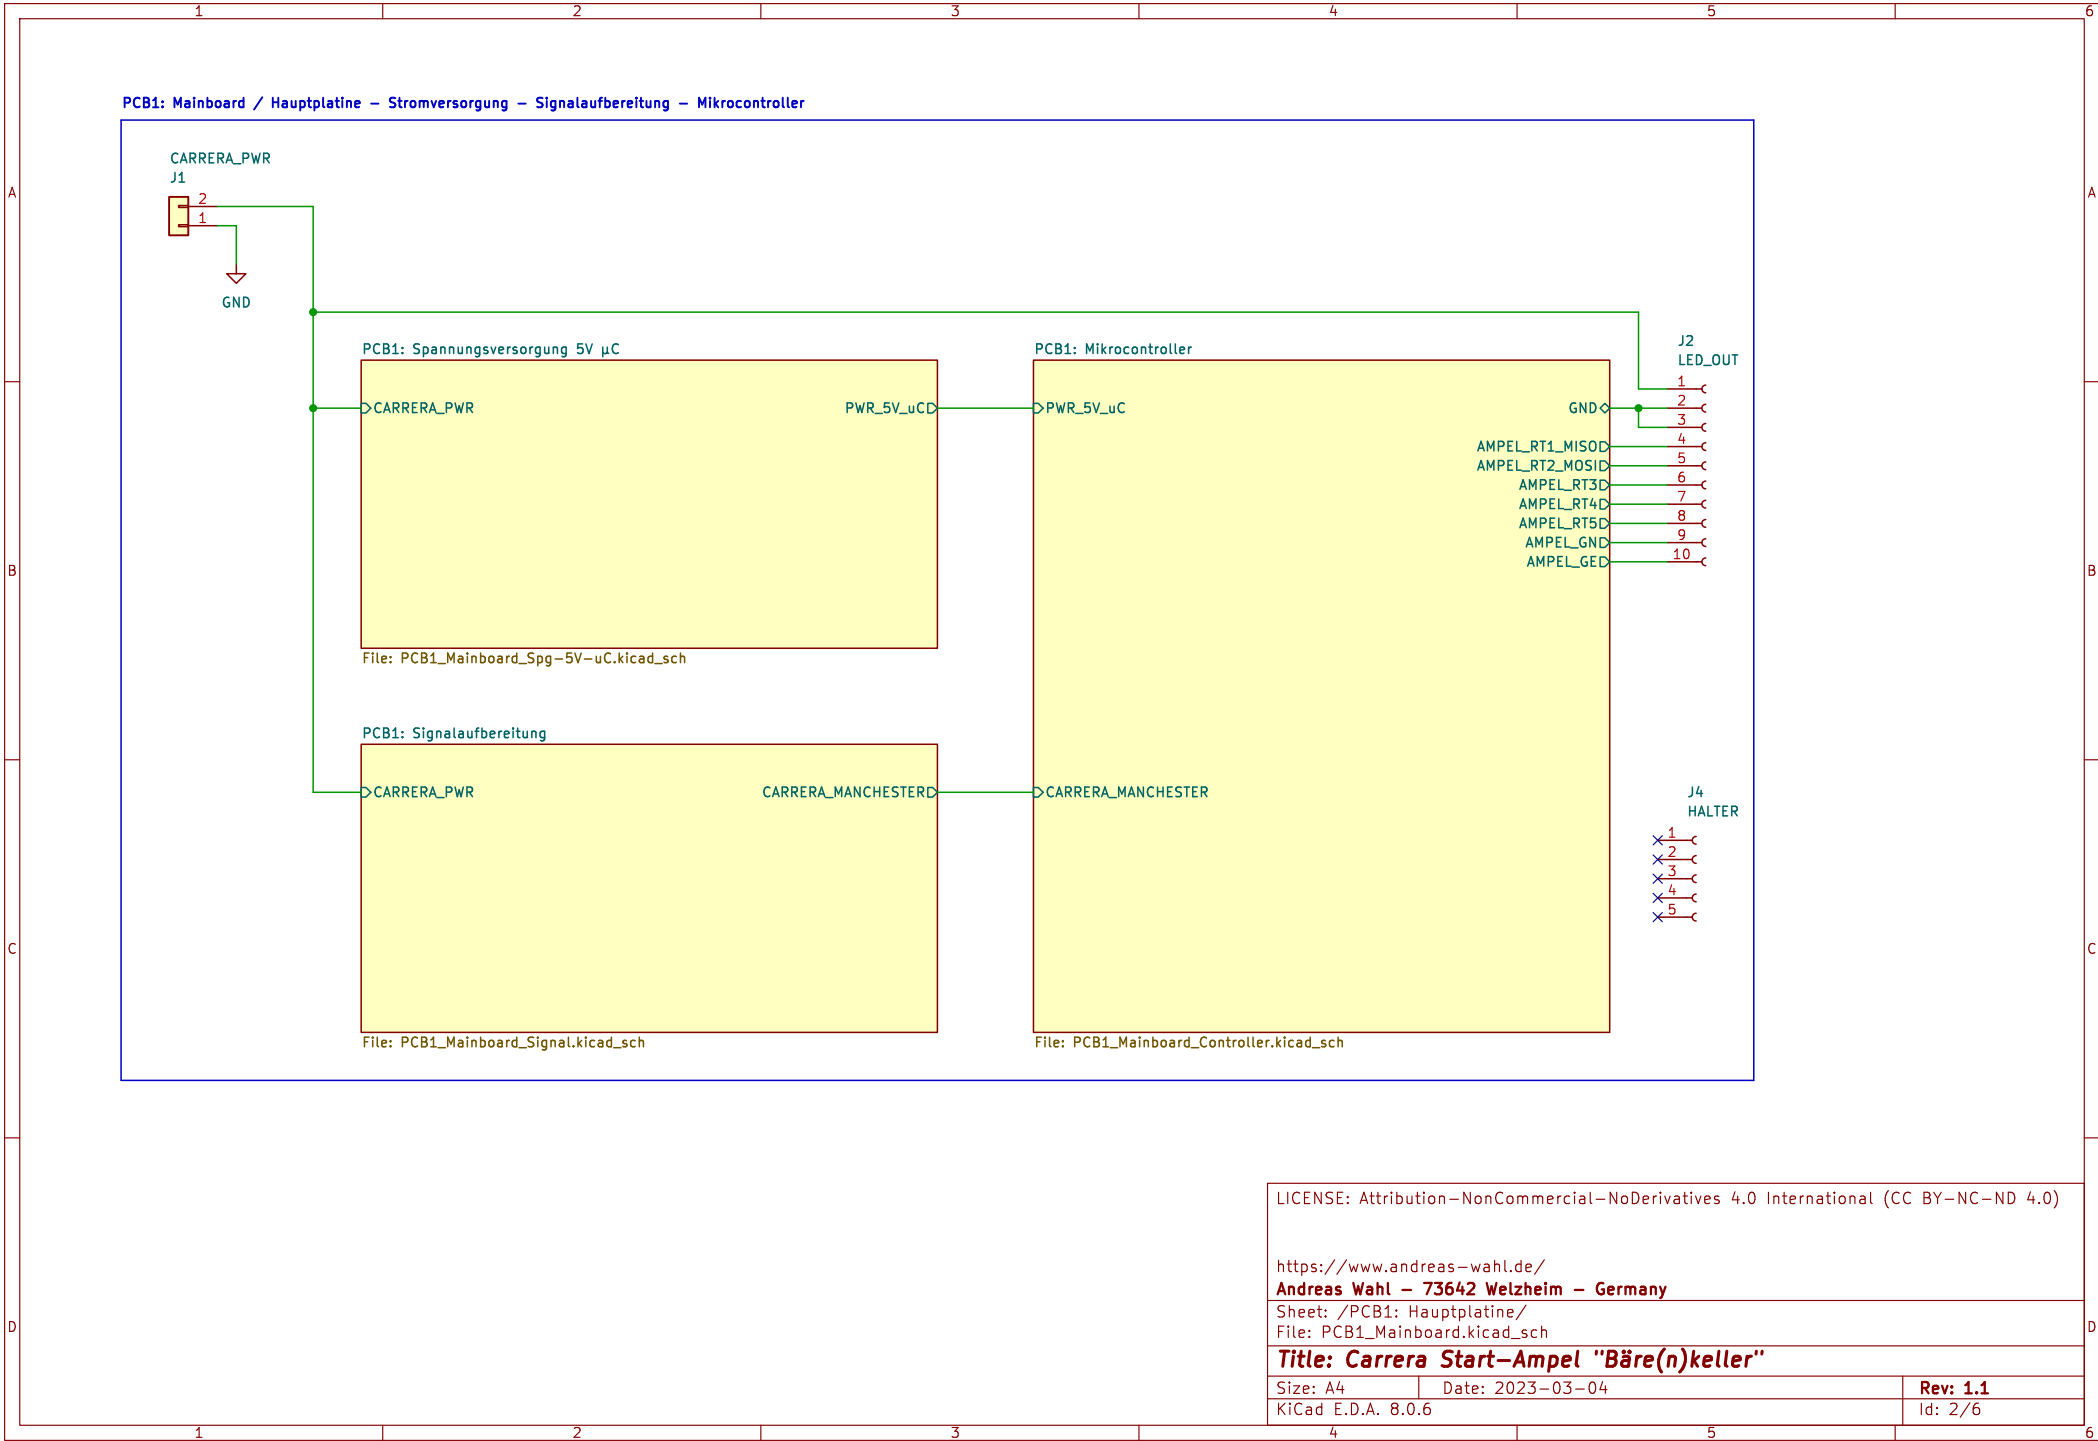 1 2 3 4 5 6
PCB1: Mainboard / Hauptplatine - Stromversorgung - Signalaufbereitung - Mikrocontroller
CARRERA_PWR
J1
A A
2
1
GND
J2
PCB1: Spannungsversorgung 5V µC PCB1: Mikrocontroller
LED_OUT
1
CARRERA_PWR PWR_5V_uC PWR_5V_uC GND 2
3
AMPEL_RT1_MISO 4
AMPEL_RT2_MOSI 5
AMPEL_RT3 6
AMPEL_RT4 7
AMPEL_RT5 8
AMPEL_GN 9
AMPEL_GE 10
B B
File: PCB1_Mainboard_Spg-5V-uC.kicad_sch
PCB1: Signalaufbereitung
CARRERA_PWR CARRERA_MANCHESTER CARRERA_MANCHESTER J4
HALTER
1
2
3
4
5
C C
File: PCB1_Mainboard_Signal.kicad_sch File: PCB1_Mainboard_Controller.kicad_sch
LICENSE: Attribution-NonCommercial-NoDerivatives 4.0 International (CC BY-NC-ND 4.0)
https://www.andreas-wahl.de/
Andreas Wahl - 73642 Welzheim - Germany
Sheet: /PCB1: Hauptplatine/
D D
File: PCB1_Mainboard.kicad_sch
Title: Carrera Start-Ampel "Bäre(n)keller"
Size: A4 Date: 2023-03-04 Rev: 1.1
KiCad E.D.A. 8.0.6 Id: 2/6
1 2 3 4 5 6